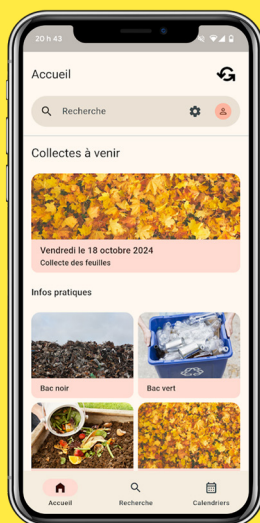 20 h 43
Accueil
Recherche
Collectes à venir
Vendredi le 18 octobre 2024
Collecte des feuilles
Infos pratiques
Bac noir
Bac vert
Accueil
Recherche
Calendriers